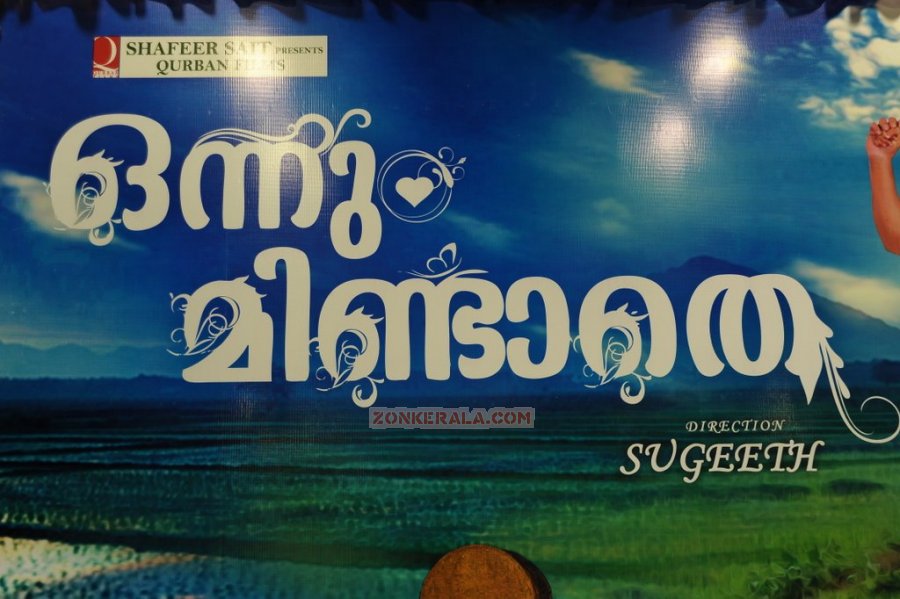 SHAFEER SAIT PRESENTS
QURBAN FILMS
ഒന്നും
മിണ്ടാതെ
ZONKERALA.COM
DIRECTION
SUGEETH